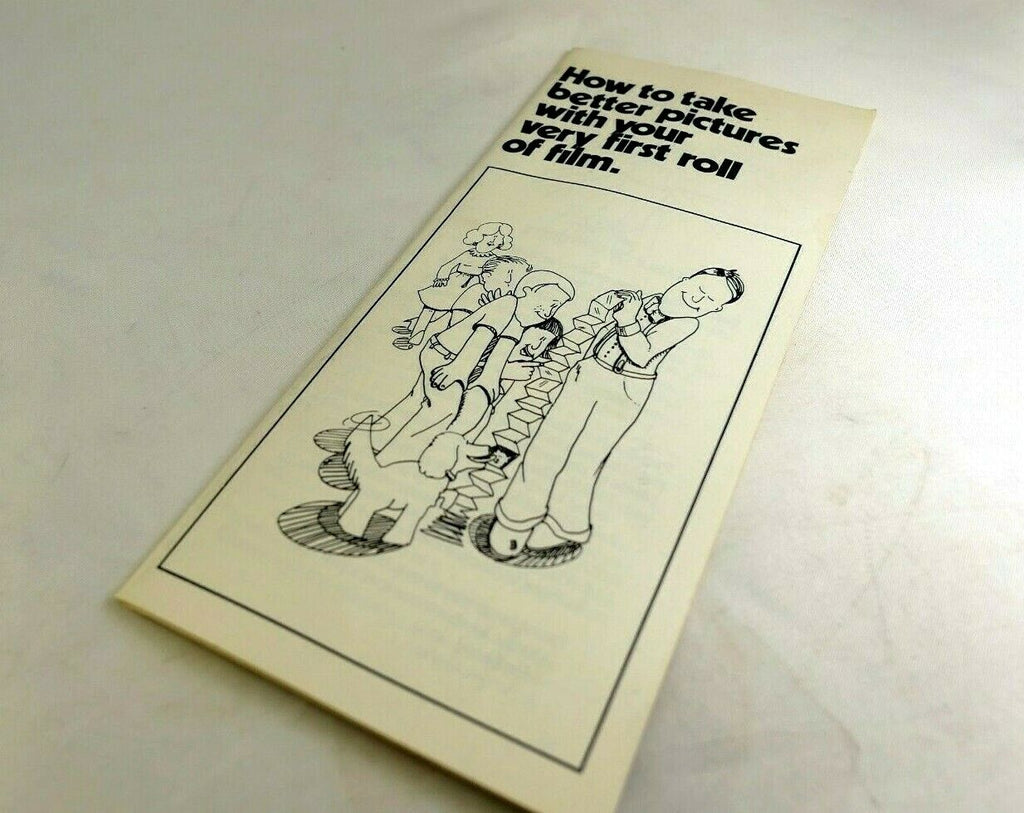 How to take
better pictures
with your
very first roll
of film.